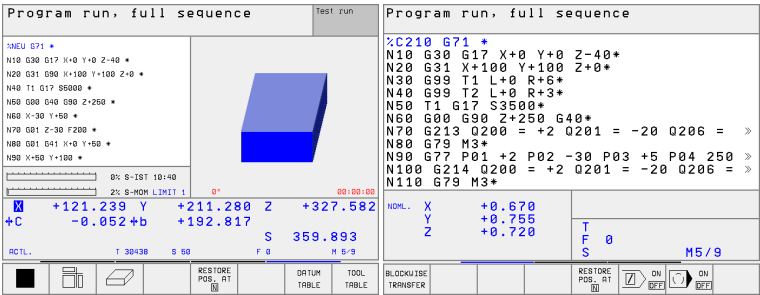 Program run, full sequence
Test run
%NEU G71 *
N10 G30 G17 X+0 Y+0 Z-40 *
N20 G31 G90 X+100 Y+100 Z+0 *
N40 T1 G17 S5000 *
N50 G00 G40 G90 Z+250 *
N60 X-30 Y+50 *
N70 G01 Z-30 F200 *
N80 G01 G41 X+0 Y+50 *
N90 X+50 Y+100 *
0% S-IST 10:40
2% S-MOM LIMIT 1
0°
00:00:00
X +121.239 Y +211.280 Z +327.582
C -0.052 b +192.817
S 359.893
ACTL. T 30438 S 50 F 0 M 5/9
RESTORE
POS. AT
N
DATUM
TABLE
TOOL
TABLE
Program run, full sequence
%C210 G71 *
N10 G30 G17 X+0 Y+0 Z-40*
N20 G31 X+100 Y+100 Z+0*
N30 G99 T1 L+0 R+6*
N40 G99 T2 L+0 R+3*
N50 T1 G17 S3500*
N60 G00 G90 Z+250 G40*
N70 G213 Q200 = +2 Q201 = -20 Q206 = »
N80 G79 M3*
N90 G77 P01 +2 P02 -30 P03 +5 P04 250 »
N100 G214 Q200 = +2 Q201 = -20 Q206 = »
N110 G79 M3*
NOML. X +0.670
Y +0.755
Z +0.720
T
F 0
S M5/9
BLOCKWISE
TRANSFER
RESTORE
POS. AT
N
ON
OFF
ON
OFF